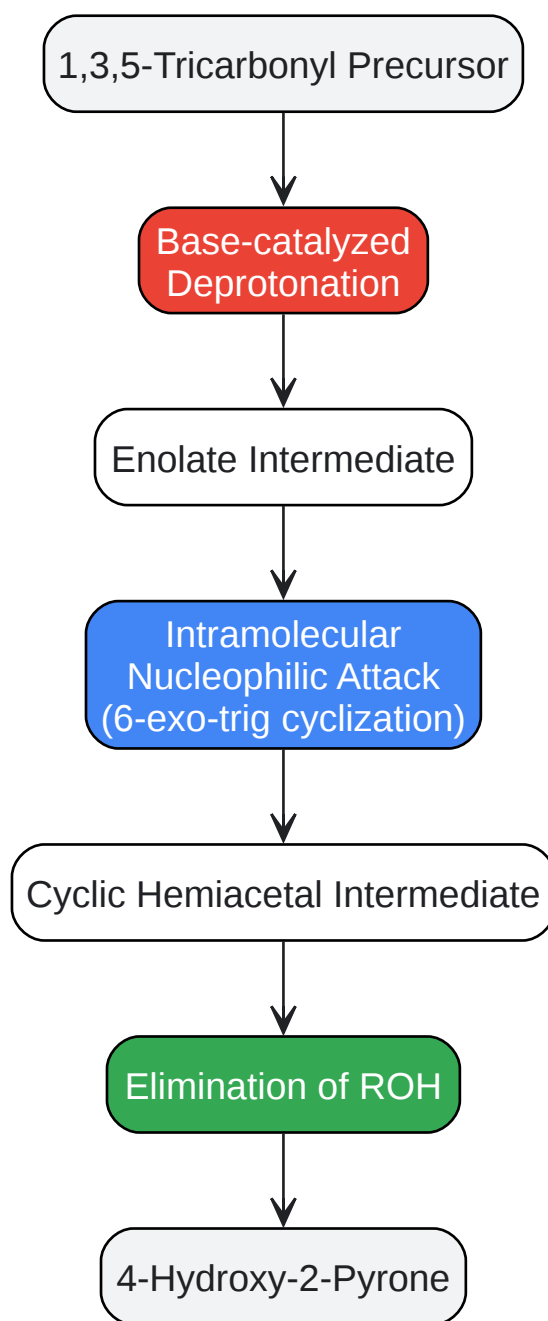 1,3,5-Tricarbonyl Precursor
Base-catalyzed
Deprotonation
Enolate Intermediate
Intramolecular
Nucleophilic Attack
(6-exo-trig cyclization)
Cyclic Hemiacetal Intermediate
Elimination of ROH
4-Hydroxy-2-Pyrone